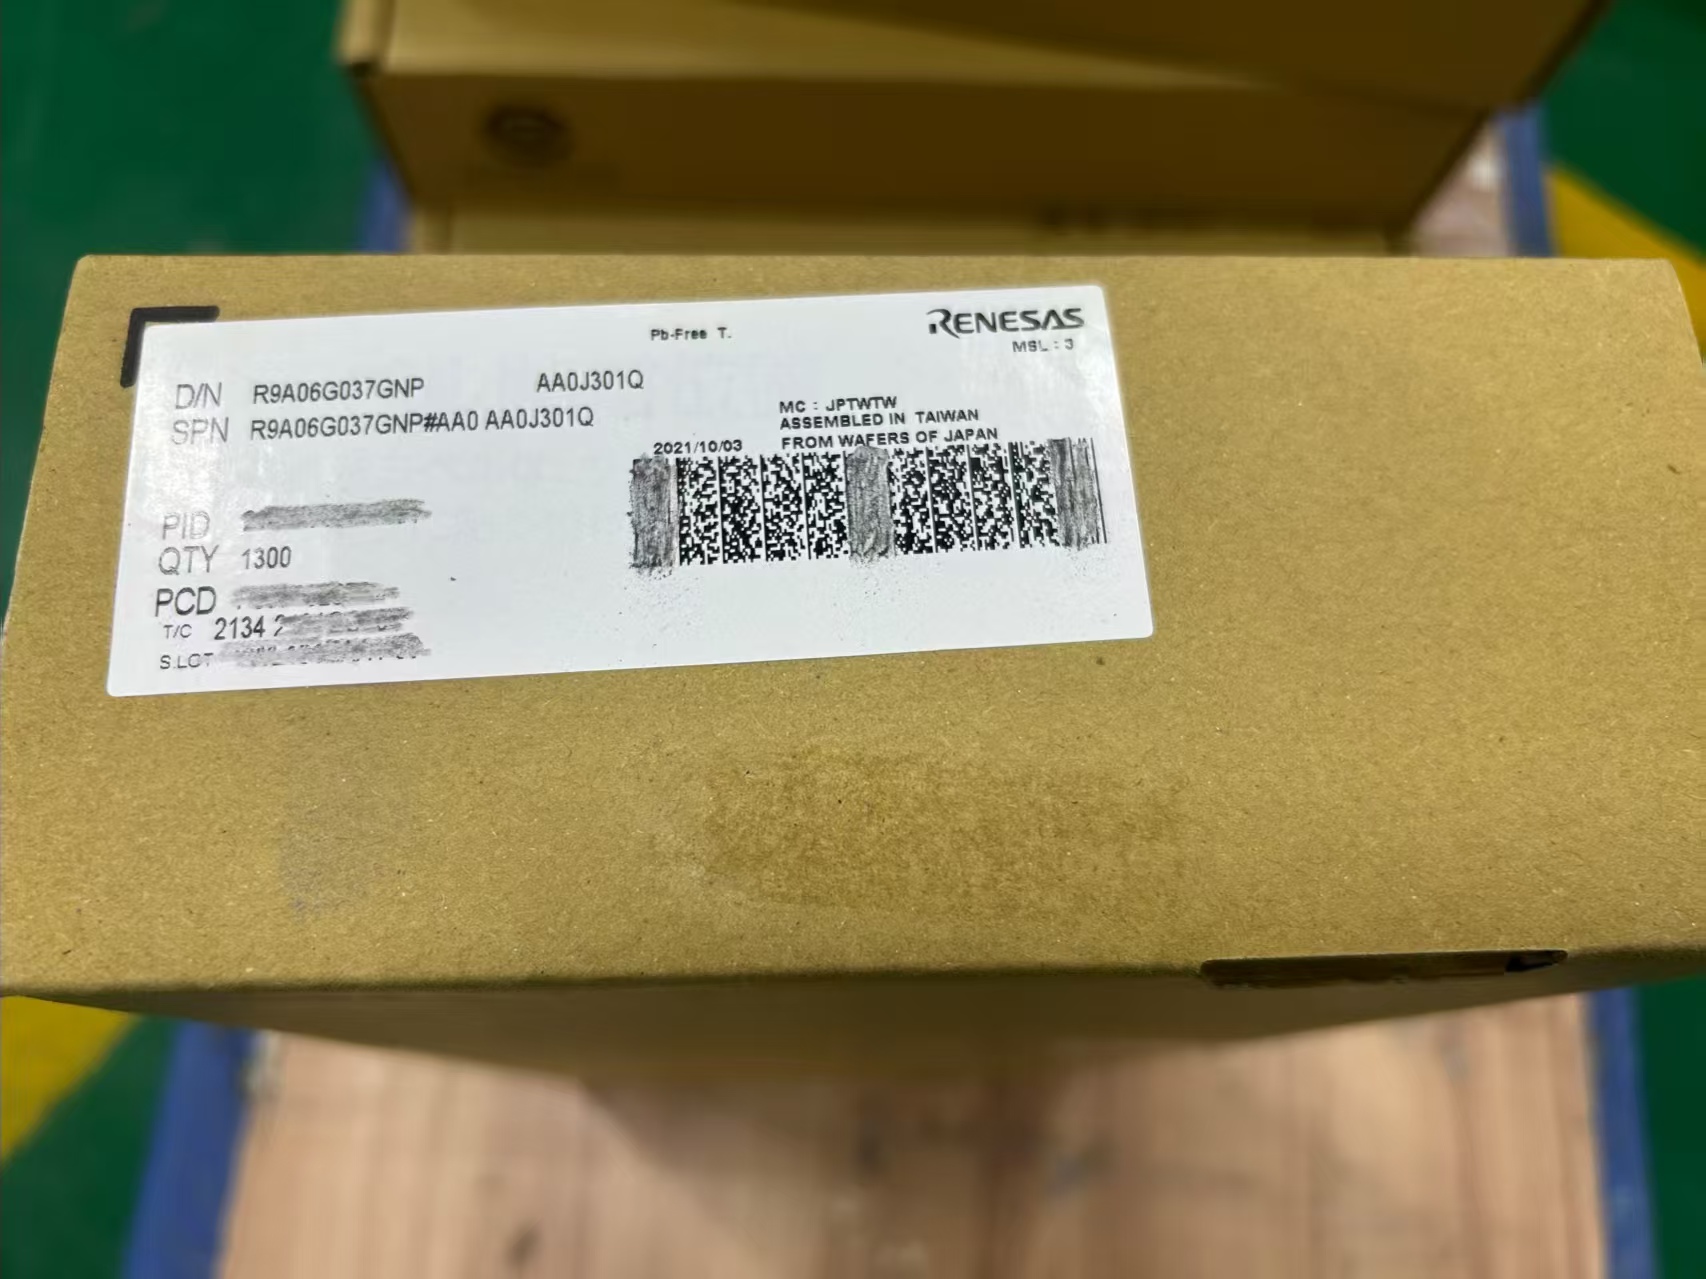 RENESAS
Pb-Free T.
MSL : 3
D/N R9A06G037GNP AA0J301Q
SPN R9A06G037GNP#AA0 AA0J301Q
MC : JPTWTW
ASSEMBLED IN TAIWAN
2021/10/03 FROM WAFERS OF JAPAN
PID
QTY 1300
PCD
T/C 2134
S.LOT